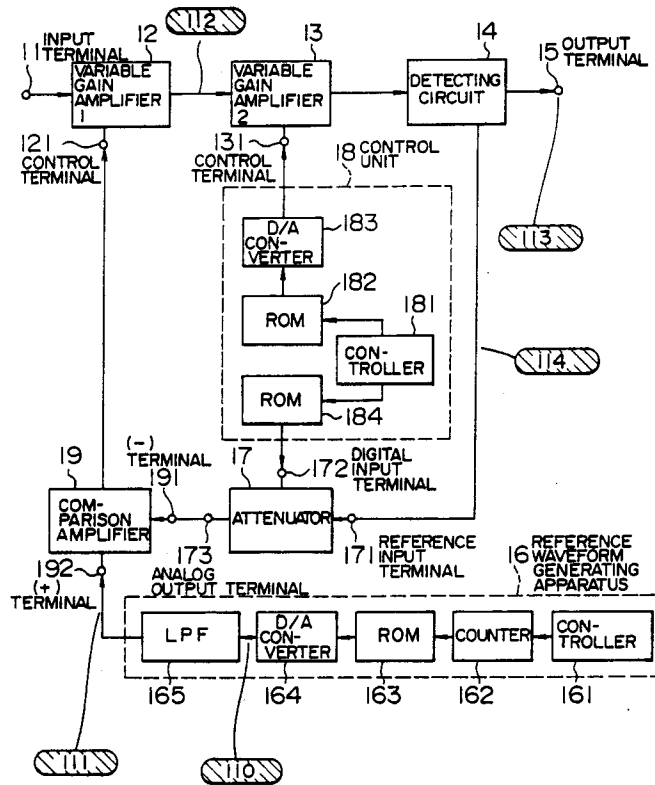 112
11 INPUT TERMINAL
12
VARIABLE GAIN AMPLIFIER 1
13
VARIABLE GAIN AMPLIFIER 2
14
DETECTING CIRCUIT
15 OUTPUT TERMINAL
121
CONTROL TERMINAL
131
CONTROL TERMINAL
18 CONTROL UNIT
113
D/A CONVERTER
183
182
ROM
181
CON-TROLLER
114
ROM
184
172 DIGITAL INPUT TERMINAL
19
(-) TERMINAL
191
17
COM-PARISON AMPLIFIER
ATTENUATOR
173
171 REFERENCE INPUT TERMINAL
192
(+) TERMINAL
ANALOG OUTPUT TERMINAL
16 REFERENCE WAVEFORM GENERATING APPARATUS
LPF
D/A CONVERTER
ROM
COUNTER
CON-TROLLER
165
164
163
162
161
111
110